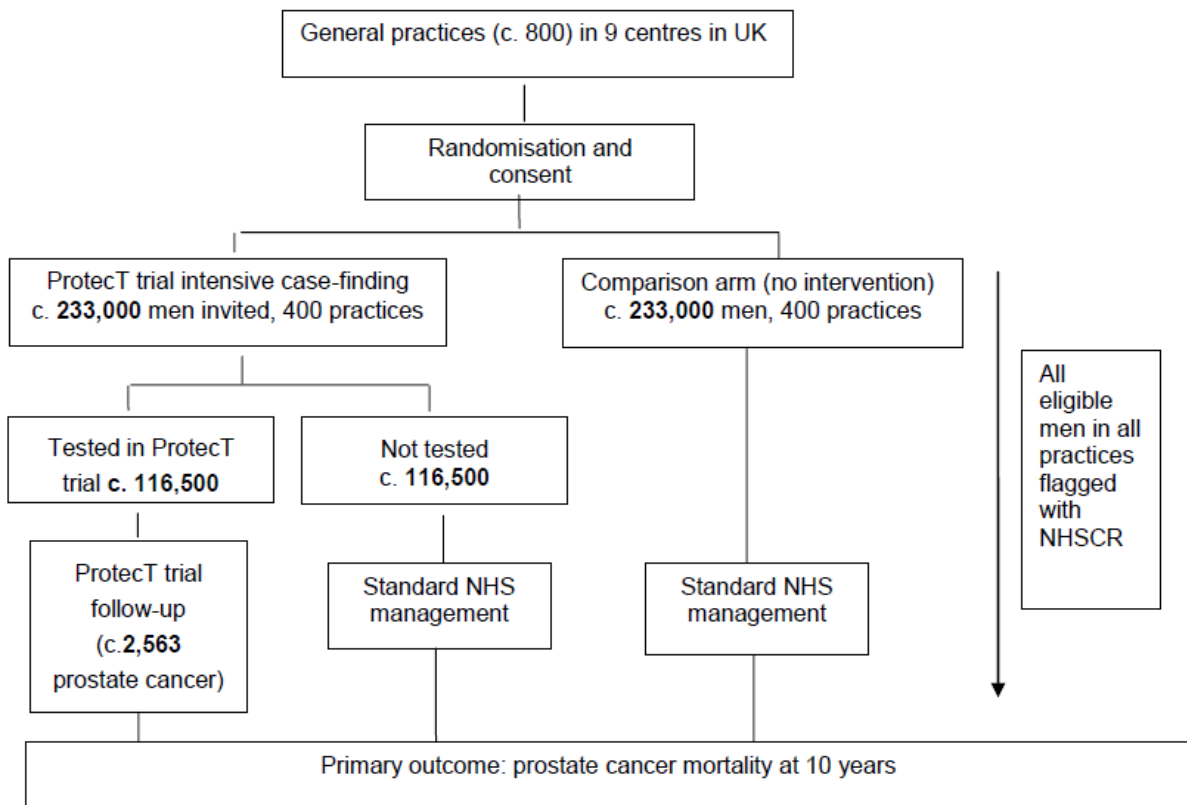 General practices (c. 800) in 9 centres in UK
Randomisation and
consent
ProtecT trial intensive case-finding
c. 233,000 men invited, 400 practices
Comparison arm (no intervention)
c. 233,000 men, 400 practices
All
eligible
men in all
practices
flagged
with
NHSCR
Tested in ProtecT
trial c. 116,500
Not tested
c. 116,500
ProtecT trial
follow-up
(c.2,563
prostate cancer)
Standard NHS
management
Standard NHS
management
Primary outcome: prostate cancer mortality at 10 years